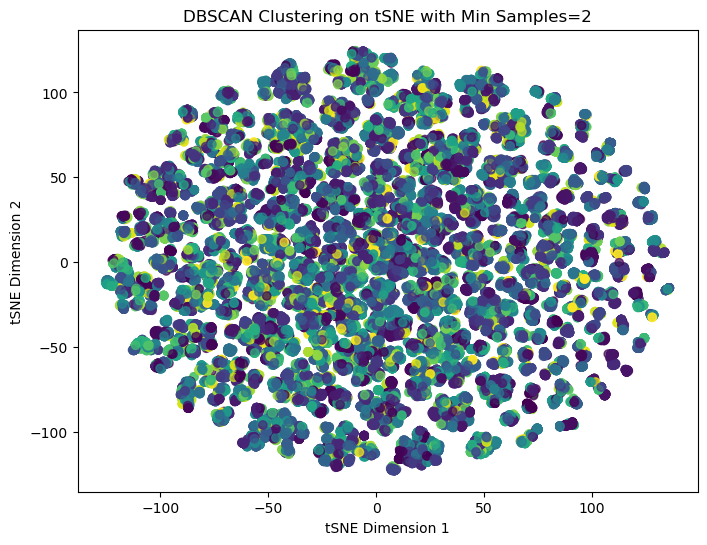 DBSCAN Clustering on tSNE with Min Samples=2
100
50
0
−50
−100
tSNE Dimension 2
−100 −50 0 50 100
tSNE Dimension 1